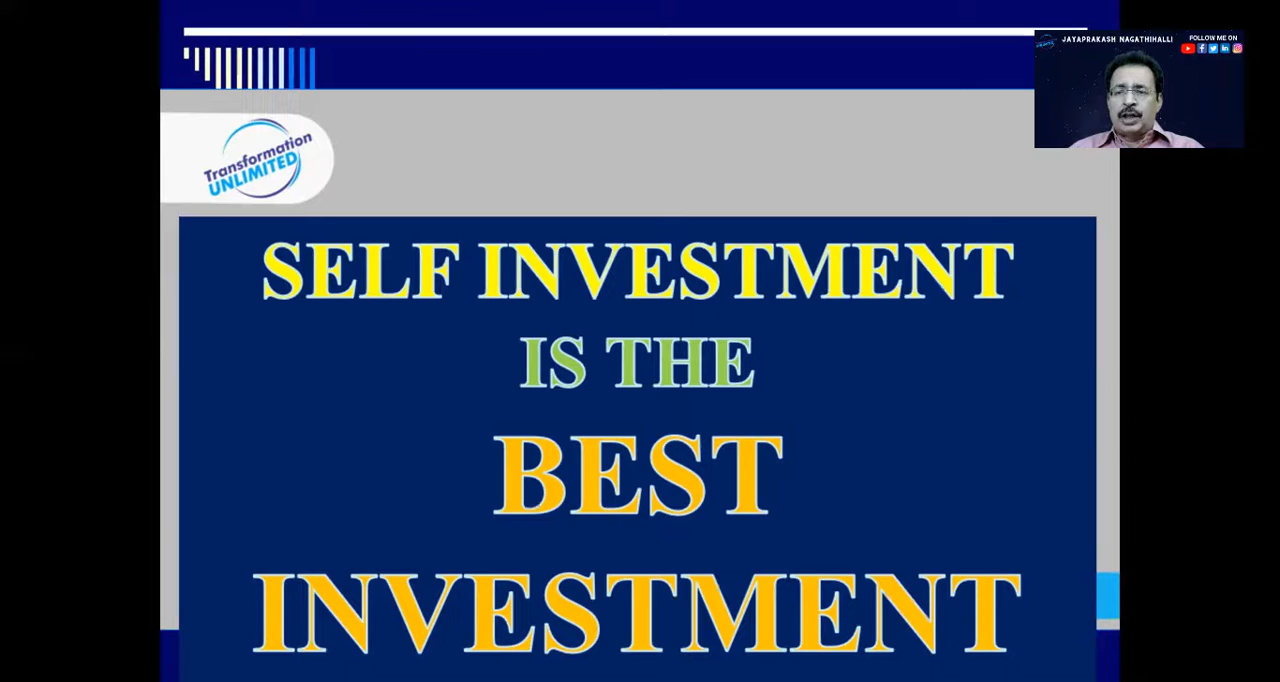 JAYAPRAKASH NAGATHIHALLI
FOLLOW ME ON
Transformation
UNLIMITED
SELF INVESTMENT
IS THE
BEST
INVESTMENT